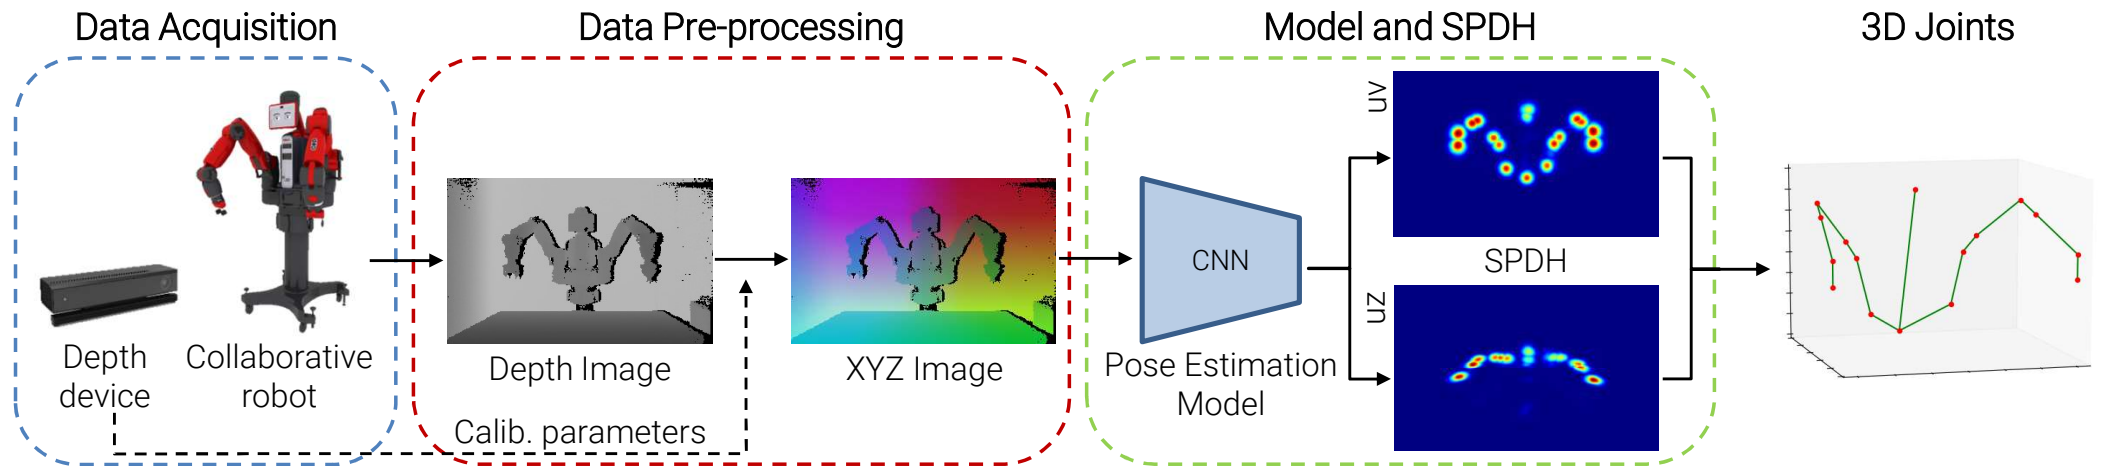 Data Acquisition
Data Pre-processing
Model and SPDH
3D Joints
Depth
device
Collaborative
robot
Depth Image
XYZ Image
Calib. parameters
CNN
Pose Estimation
Model
uv
SPDH
uz